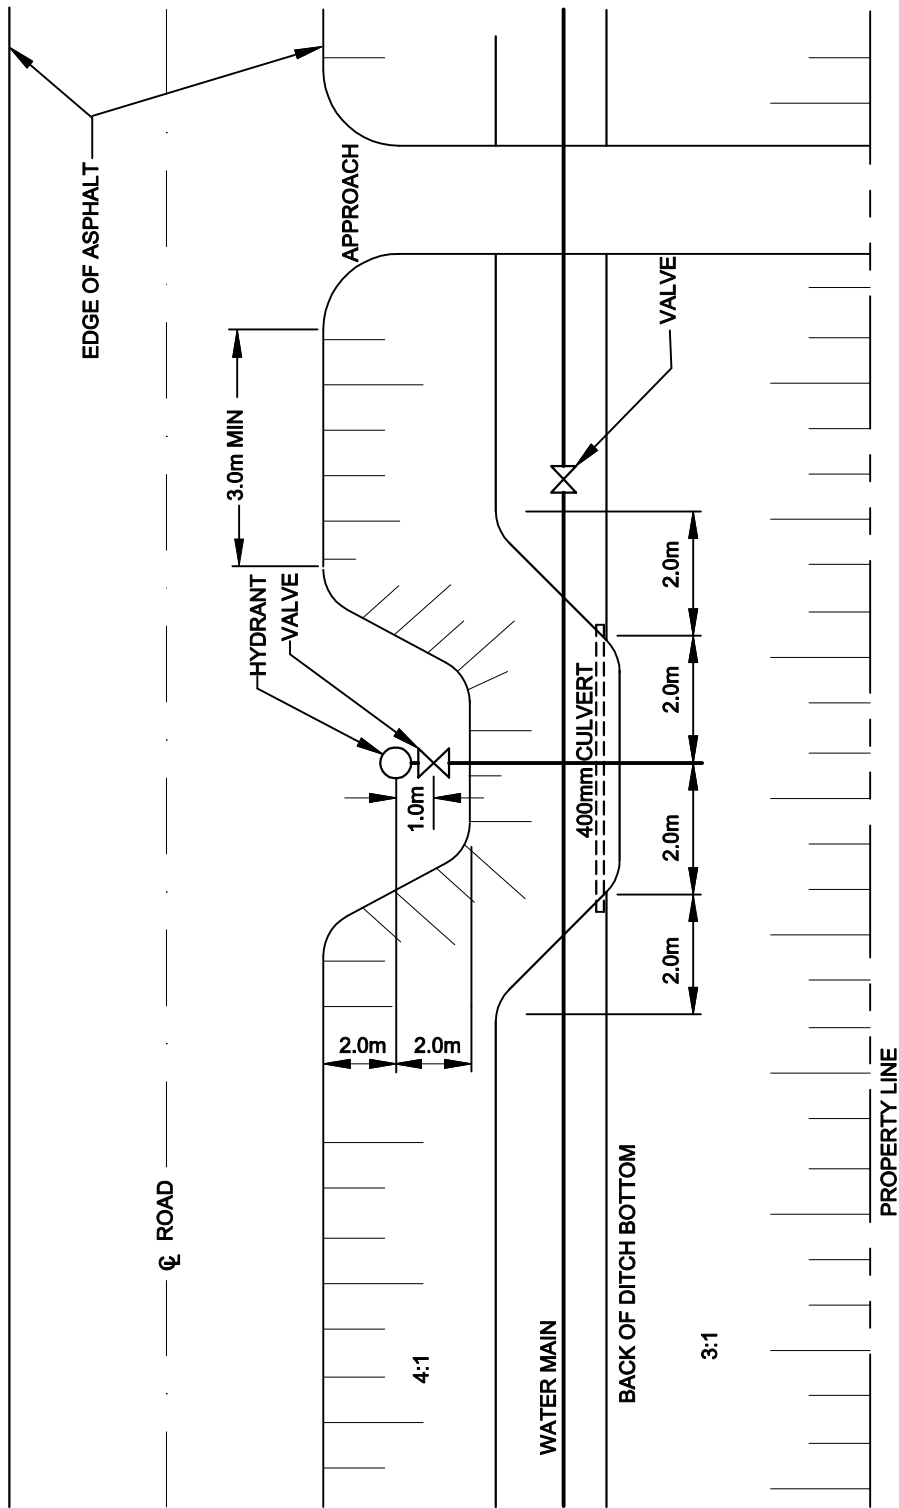 EDGE OF ASPHALT
APPROACH
VALVE
3.0m MIN
HYDRANT
VALVE
2.0m
2.0m
400mm CULVERT
1.0m
2.0m
2.0m
2.0m
2.0m
℄ ROAD
4:1
WATER MAIN
BACK OF DITCH BOTTOM
3:1
PROPERTY LINE